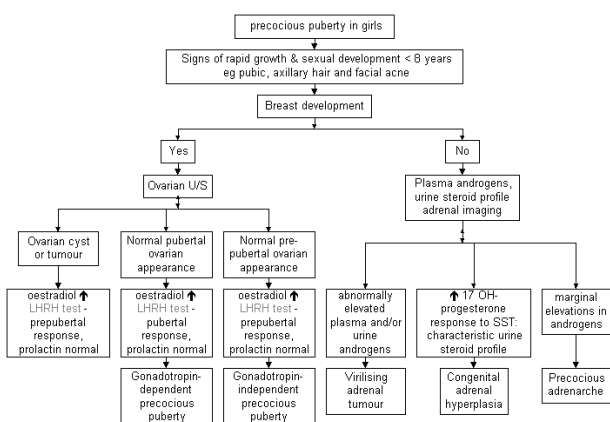 precocious puberty in girls
Signs of rapid growth & sexual development < 8 years
eg pubic, axillary hair and facial acne
Breast development
Yes
No
Ovarian U/S
Plasma androgens,
urine steroid profile
adrenal imaging
Ovarian cyst
or tumour
Normal pubertal
ovarian
appearance
Normal pre-
pubertal ovarian
appearance
oestradiol ↑
LHRH test -
prepubertal
response,
prolactin normal
oestradiol ↑
LHRH test -
pubertal
response,
prolactin normal
oestradiol ↑
LHRH test -
prepubertal
response,
prolactin normal
abnormally
elevated
plasma and/or
urine
androgens
↑ 17 OH-
progesterone
response to SST:
characteristic urine
steroid profile
marginal
elevations in
androgens
Gonadotropin-
dependent
precocious
puberty
Gonadotropin-
independent
precocious
puberty
Virilising
adrenal
tumour
Congenital
adrenal
hyperplasia
Precocious
adrenarche